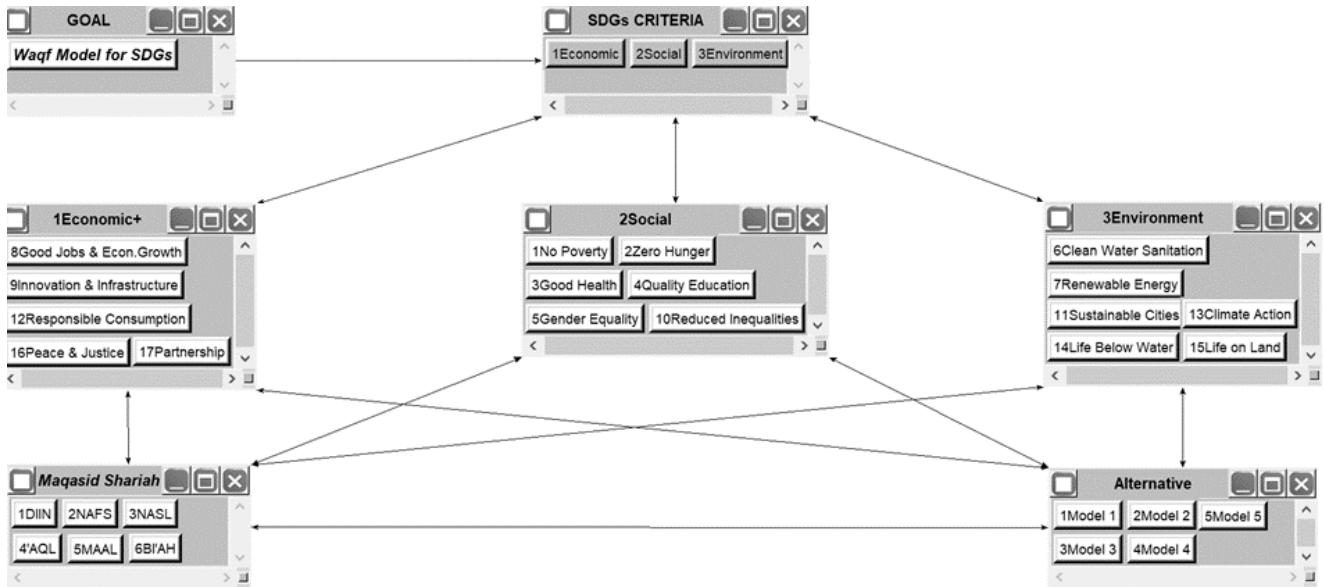 GOAL
Waqf Model for SDGs
SDGs CRITERIA
1Economic 2Social 3Environment
1Economic+
8Good Jobs & Econ.Growth
9Innovation & Infrastructure
12Responsible Consumption
16Peace & Justice 17Partnership
2Social
1No Poverty 2Zero Hunger
3Good Health 4Quality Education
5Gender Equality 10Reduced Inequalities
3Environment
6Clean Water Sanitation
7Renewable Energy
11Sustainable Cities 13Climate Action
14Life Below Water 15Life on Land
Maqasid Shariah
1DIIN 2NAFS 3NASL
4'AQL 5MAAL 6BI'AH
Alternative
1Model 1 2Model 2 5Model 5
3Model 3 4Model 4